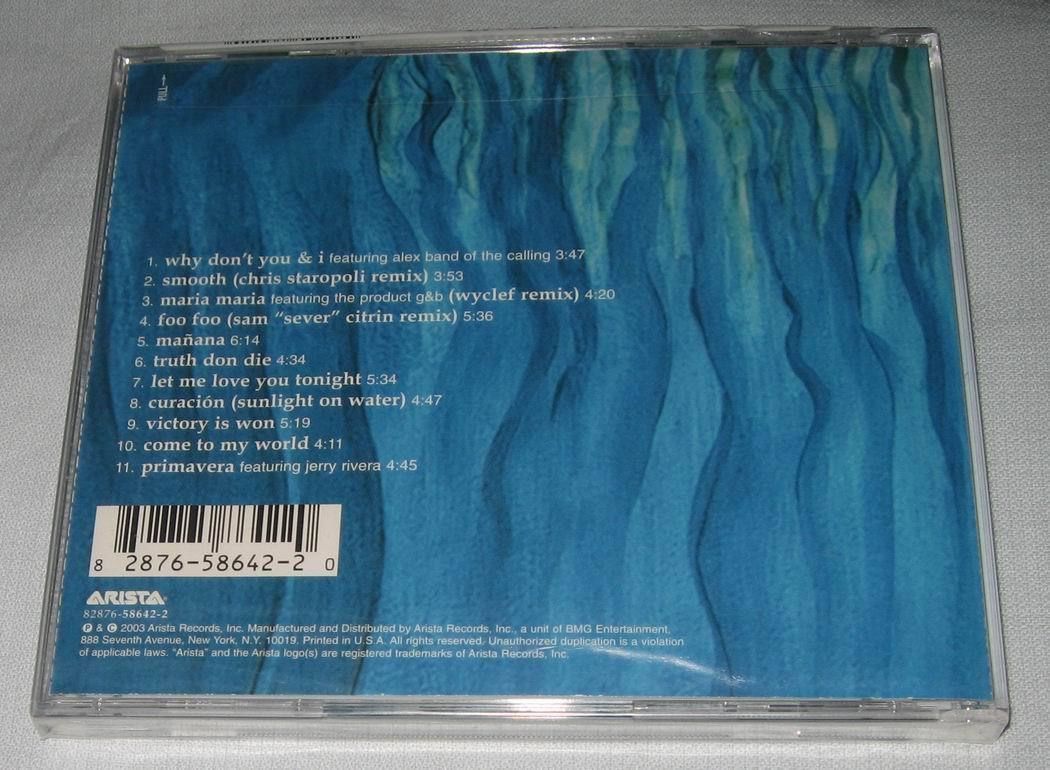 PULL→
1. why don't you & i featuring alex band of the calling 3:47
2. smooth (chris staropoli remix) 3:53
3. maria maria featuring the product g&b (wyclef remix) 4:20
4. foo foo (sam "sever" citrin remix) 5:36
5. mañana 6:14
6. truth don die 4:34
7. let me love you tonight 5:34
8. curación (sunlight on water) 4:47
9. victory is won 5:19
10. come to my world 4:11
11. primavera featuring jerry rivera 4:45
8 2876-58642-2 0
ARISTA
82876-58642-2
℗ & © 2003 Arista Records, Inc. Manufactured and Distributed by Arista Records, Inc., a unit of BMG Entertainment,
888 Seventh Avenue, New York, N.Y. 10019. Printed in U.S.A. All rights reserved. Unauthorized duplication is a violation
of applicable laws. "Arista" and the Arista logo(s) are registered trademarks of Arista Records, Inc.